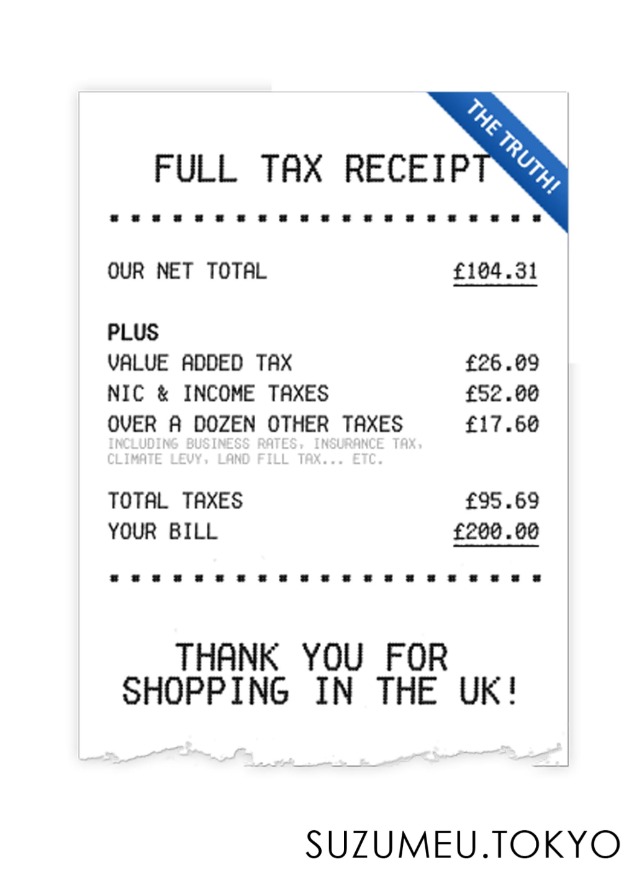 THE TRUTH!
FULL TAX RECEIPT
OUR NET TOTAL £104.31
PLUS
VALUE ADDED TAX £26.09
NIC & INCOME TAXES £52.00
OVER A DOZEN OTHER TAXES £17.60
INCLUDING BUSINESS RATES, INSURANCE TAX,
CLIMATE LEVY, LAND FILL TAX... ETC.
TOTAL TAXES £95.69
YOUR BILL £200.00
THANK YOU FOR
SHOPPING IN THE UK!
SUZUMEU.TOKYO